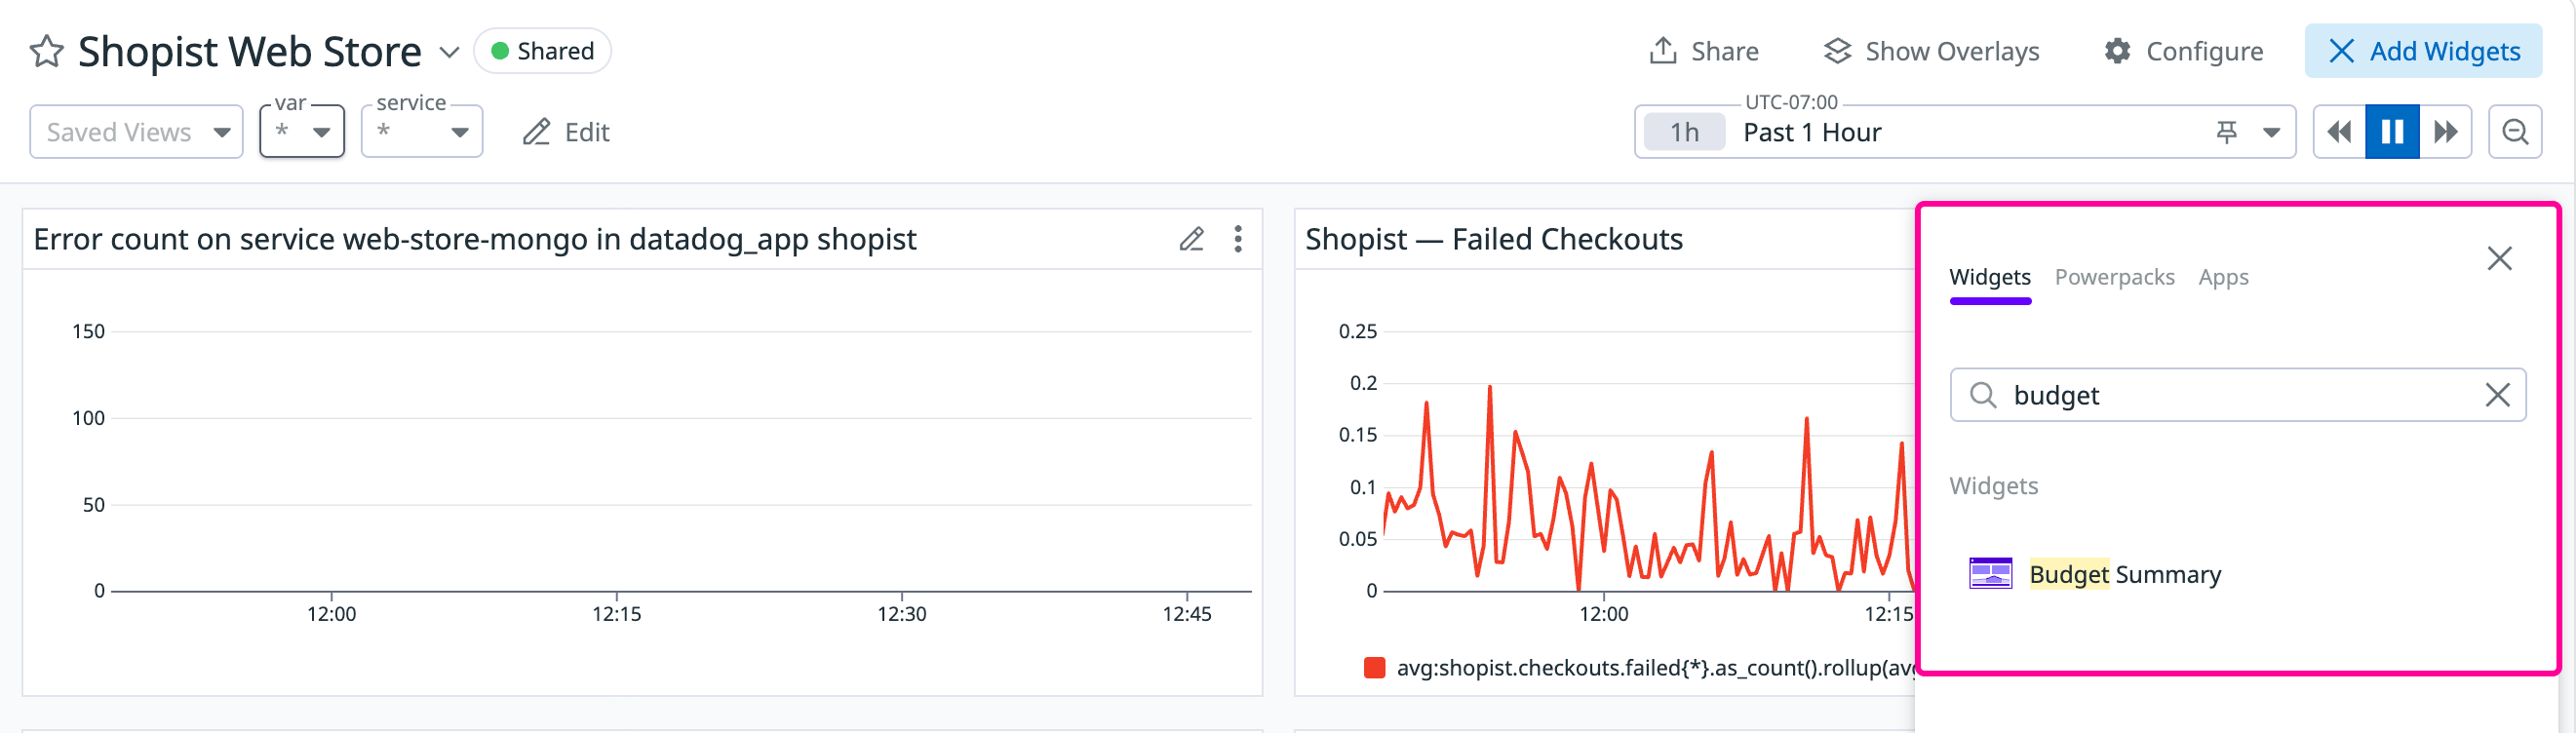 Shopist Web Store
Shared
Share
Show Overlays
Configure
Add Widgets
Saved Views
var
*
service
*
Edit
UTC-07:00
1h Past 1 Hour
Error count on service web-store-mongo in datadog_app shopist
150
100
50
0
12:00 12:15 12:30 12:45
Shopist — Failed Checkouts
0.25
0.2
0.15
0.1
0.05
0
12:00 12:15
avg:shopist.checkouts.failed{*}.as_count().rollup(avg
Widgets Powerpacks Apps
budget
Widgets
Budget Summary